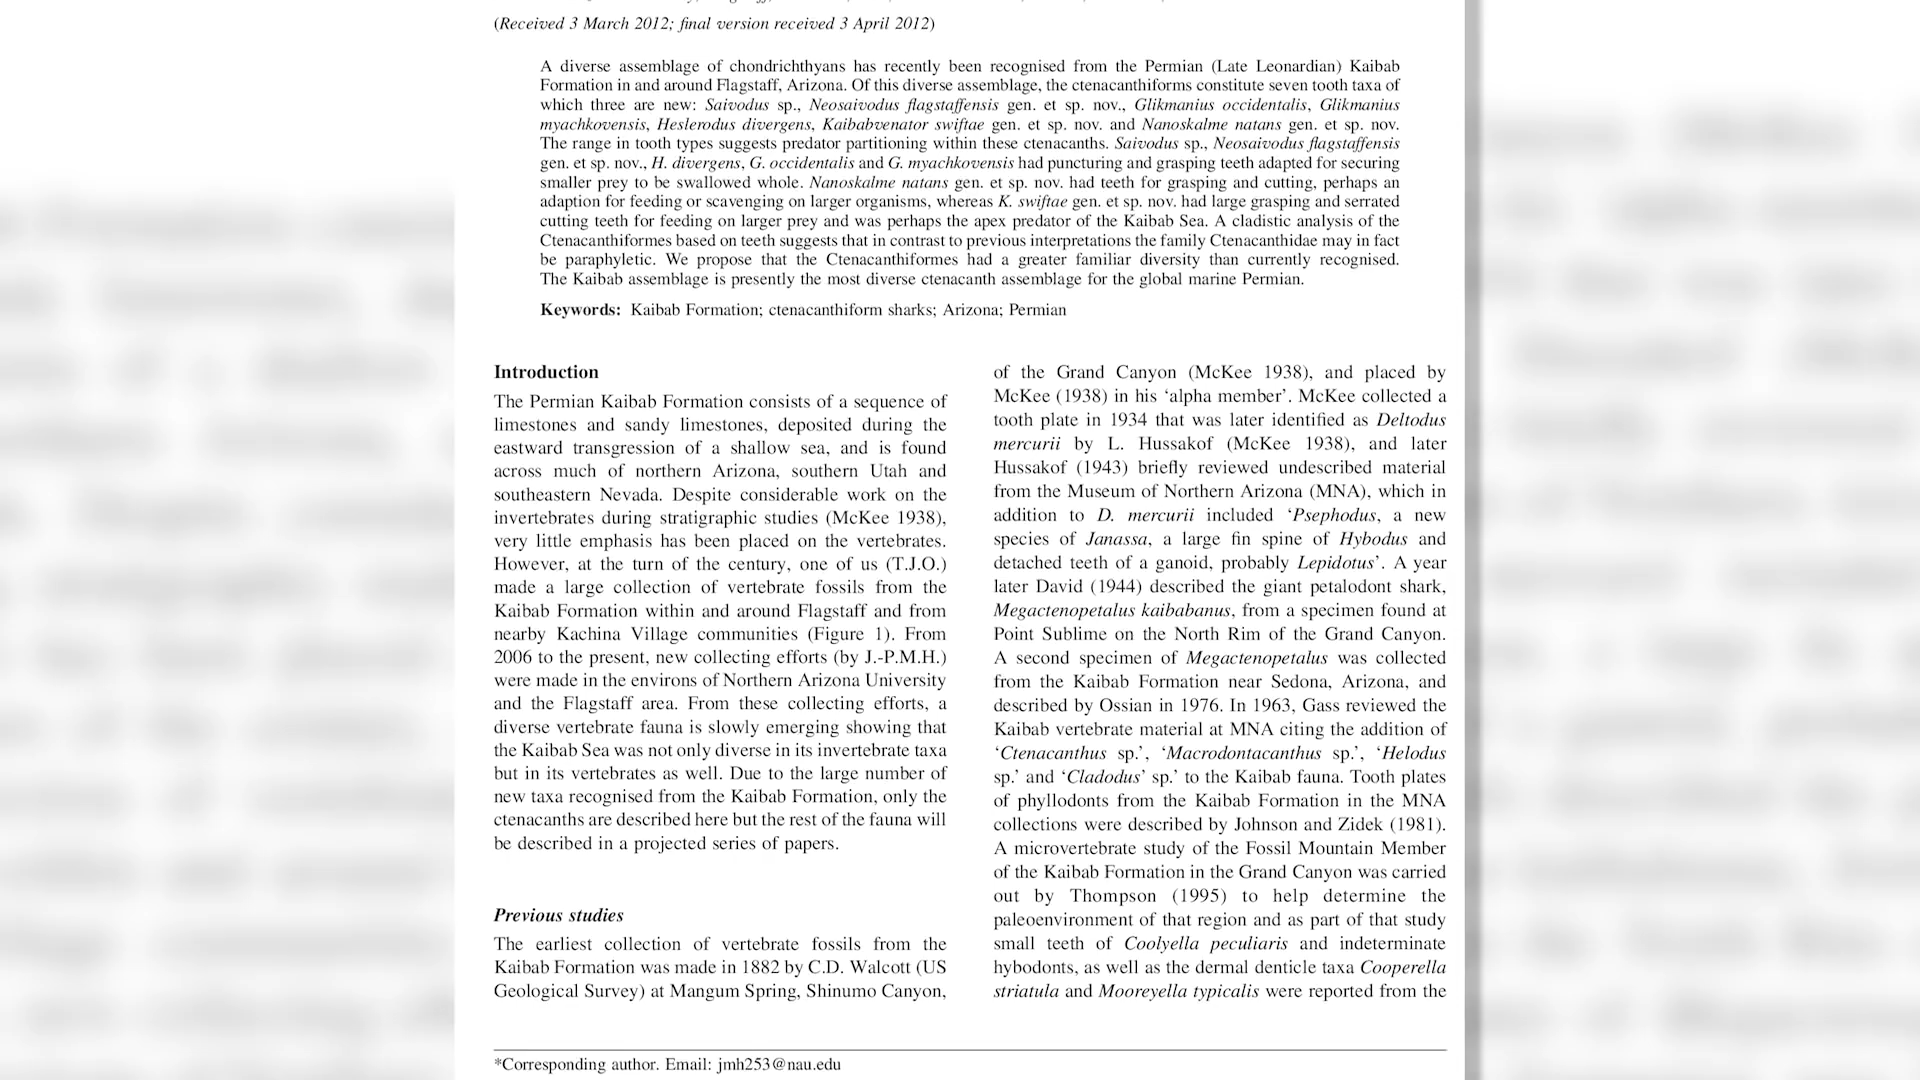 (Received 3 March 2012; final version received 3 April 2012)
A diverse assemblage of chondrichthyans has recently been recognised from the Permian (Late Leonardian) Kaibab
Formation in and around Flagstaff, Arizona. Of this diverse assemblage, the ctenacanthiforms constitute seven tooth taxa of
which three are new: Saivodus sp., Neosaivodus flagstaffensis gen. et sp. nov., Glikmanius occidentalis, Glikmanius
myachkovensis, Heslerodus divergens, Kaibabvenator swiftae gen. et sp. nov. and Nanoskalme natans gen. et sp. nov.
The range in tooth types suggests predator partitioning within these ctenacanths. Saivodus sp., Neosaivodus flagstaffensis
gen. et sp. nov., H. divergens, G. occidentalis and G. myachkovensis had puncturing and grasping teeth adapted for securing
smaller prey to be swallowed whole. Nanoskalme natans gen. et sp. nov. had teeth for grasping and cutting, perhaps an
adaption for feeding or scavenging on larger organisms, whereas K. swiftae gen. et sp. nov. had large grasping and serrated
cutting teeth for feeding on larger prey and was perhaps the apex predator of the Kaibab Sea. A cladistic analysis of the
Ctenacanthiformes based on teeth suggests that in contrast to previous interpretations the family Ctenacanthidae may in fact
be paraphyletic. We propose that the Ctenacanthiformes had a greater familiar diversity than currently recognised.
The Kaibab assemblage is presently the most diverse ctenacanth assemblage for the global marine Permian.
Keywords: Kaibab Formation; ctenacanthiform sharks; Arizona; Permian
Introduction
The Permian Kaibab Formation consists of a sequence of
limestones and sandy limestones, deposited during the
eastward transgression of a shallow sea, and is found
across much of northern Arizona, southern Utah and
southeastern Nevada. Despite considerable work on the
invertebrates during stratigraphic studies (McKee 1938),
very little emphasis has been placed on the vertebrates.
However, at the turn of the century, one of us (T.J.O.)
made a large collection of vertebrate fossils from the
Kaibab Formation within and around Flagstaff and from
nearby Kachina Village communities (Figure 1). From
2006 to the present, new collecting efforts (by J.-P.M.H.)
were made in the environs of Northern Arizona University
and the Flagstaff area. From these collecting efforts, a
diverse vertebrate fauna is slowly emerging showing that
the Kaibab Sea was not only diverse in its invertebrate taxa
but in its vertebrates as well. Due to the large number of
new taxa recognised from the Kaibab Formation, only the
ctenacanths are described here but the rest of the fauna will
be described in a projected series of papers.
Previous studies
The earliest collection of vertebrate fossils from the
Kaibab Formation was made in 1882 by C.D. Walcott (US
Geological Survey) at Mangum Spring, Shinumo Canyon,
of the Grand Canyon (McKee 1938), and placed by
McKee (1938) in his ‘alpha member’. McKee collected a
tooth plate in 1934 that was later identified as Deltodus
mercurii by L. Hussakof (McKee 1938), and later
Hussakof (1943) briefly reviewed undescribed material
from the Museum of Northern Arizona (MNA), which in
addition to D. mercurii included ‘Psephodus, a new
species of Janassa, a large fin spine of Hybodus and
detached teeth of a ganoid, probably Lepidotus’. A year
later David (1944) described the giant petalodont shark,
Megactenopetalus kaibabanus, from a specimen found at
Point Sublime on the North Rim of the Grand Canyon.
A second specimen of Megactenopetalus was collected
from the Kaibab Formation near Sedona, Arizona, and
described by Ossian in 1976. In 1963, Gass reviewed the
Kaibab vertebrate material at MNA citing the addition of
‘Ctenacanthus sp.’, ‘Macrodontacanthus sp.’, ‘Helodus
sp.’ and ‘Cladodus’ sp.’ to the Kaibab fauna. Tooth plates
of phyllodonts from the Kaibab Formation in the MNA
collections were described by Johnson and Zidek (1981).
A microvertebrate study of the Fossil Mountain Member
of the Kaibab Formation in the Grand Canyon was carried
out by Thompson (1995) to help determine the
paleoenvironment of that region and as part of that study
small teeth of Coolyella peculiaris and indeterminate
hybodonts, as well as the dermal denticle taxa Cooperella
striatula and Mooreyella typicalis were reported from the
*Corresponding author. Email: jmh253@nau.edu